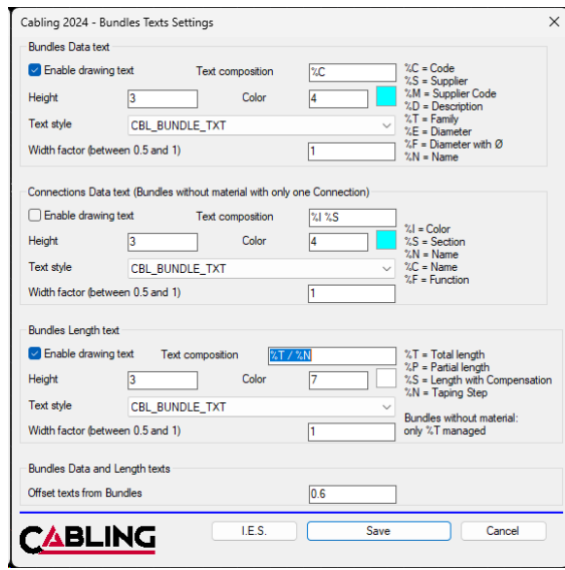 Cabling 2024 - Bundles Texts Settings
Bundles Data text
Enable drawing text Text composition %C
Height 3 Color 4
Text style CBL_BUNDLE_TXT
Width factor (between 0.5 and 1) 1
%C = Code
%S = Supplier
%M = Supplier Code
%D = Description
%T = Family
%E = Diameter
%F = Diameter with Ø
%N = Name
Connections Data text (Bundles without material with only one Connection)
Enable drawing text Text composition %I %S
Height 3 Color 4
Text style CBL_BUNDLE_TXT
Width factor (between 0.5 and 1) 1
%I = Color
%S = Section
%N = Name
%C = Name
%F = Function
Bundles Length text
Enable drawing text Text composition %T / %N
Height 3 Color 7
Text style CBL_BUNDLE_TXT
Width factor (between 0.5 and 1) 1
%T = Total length
%P = Partial length
%S = Length with Compensation
%N = Taping Step
Bundles without material:
only %T managed
Bundles Data and Length texts
Offset texts from Bundles 0.6
CABLING I.E.S. Save Cancel